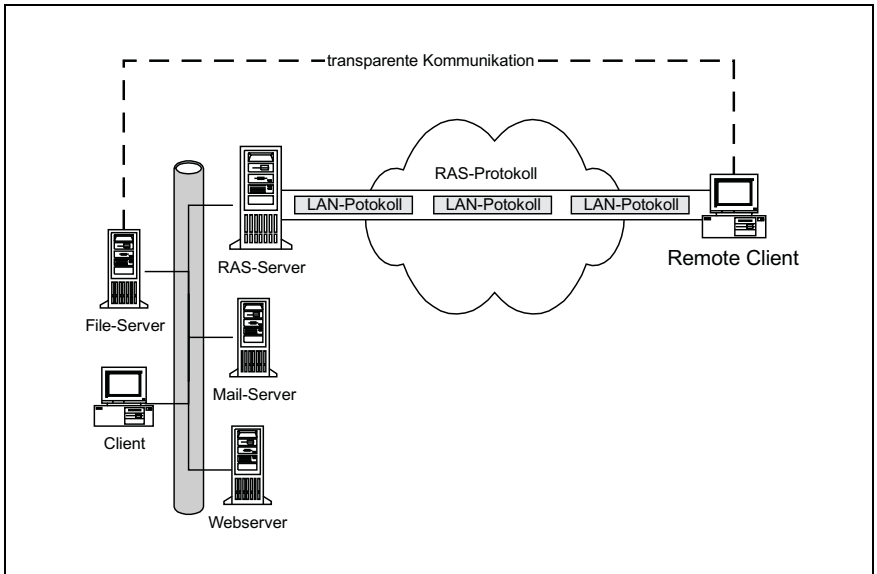 transparente Kommunikation
RAS-Protokoll
LAN-Potokoll
LAN-Potokoll
LAN-Potokoll
RAS-Server
Remote Client
File-Server
Mail-Server
Client
Webserver